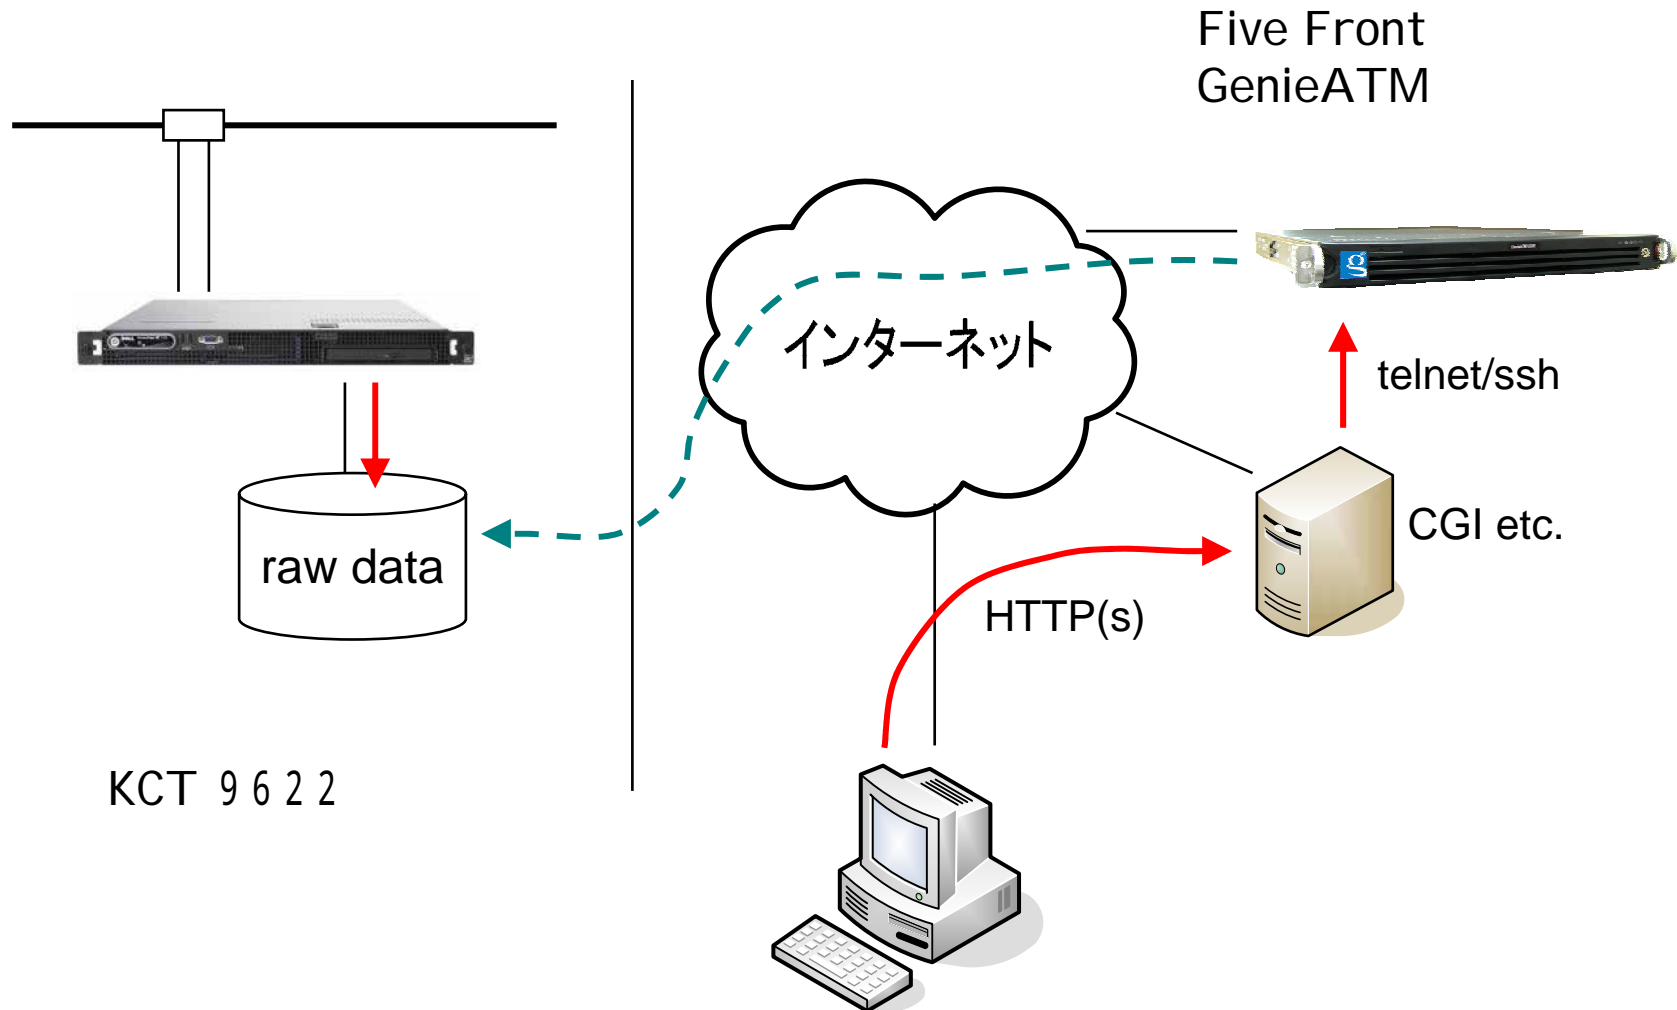 Five Front
GenieATM
インターネット
telnet/ssh
raw data
CGI etc.
HTTP(s)
KCT ９６２２
g